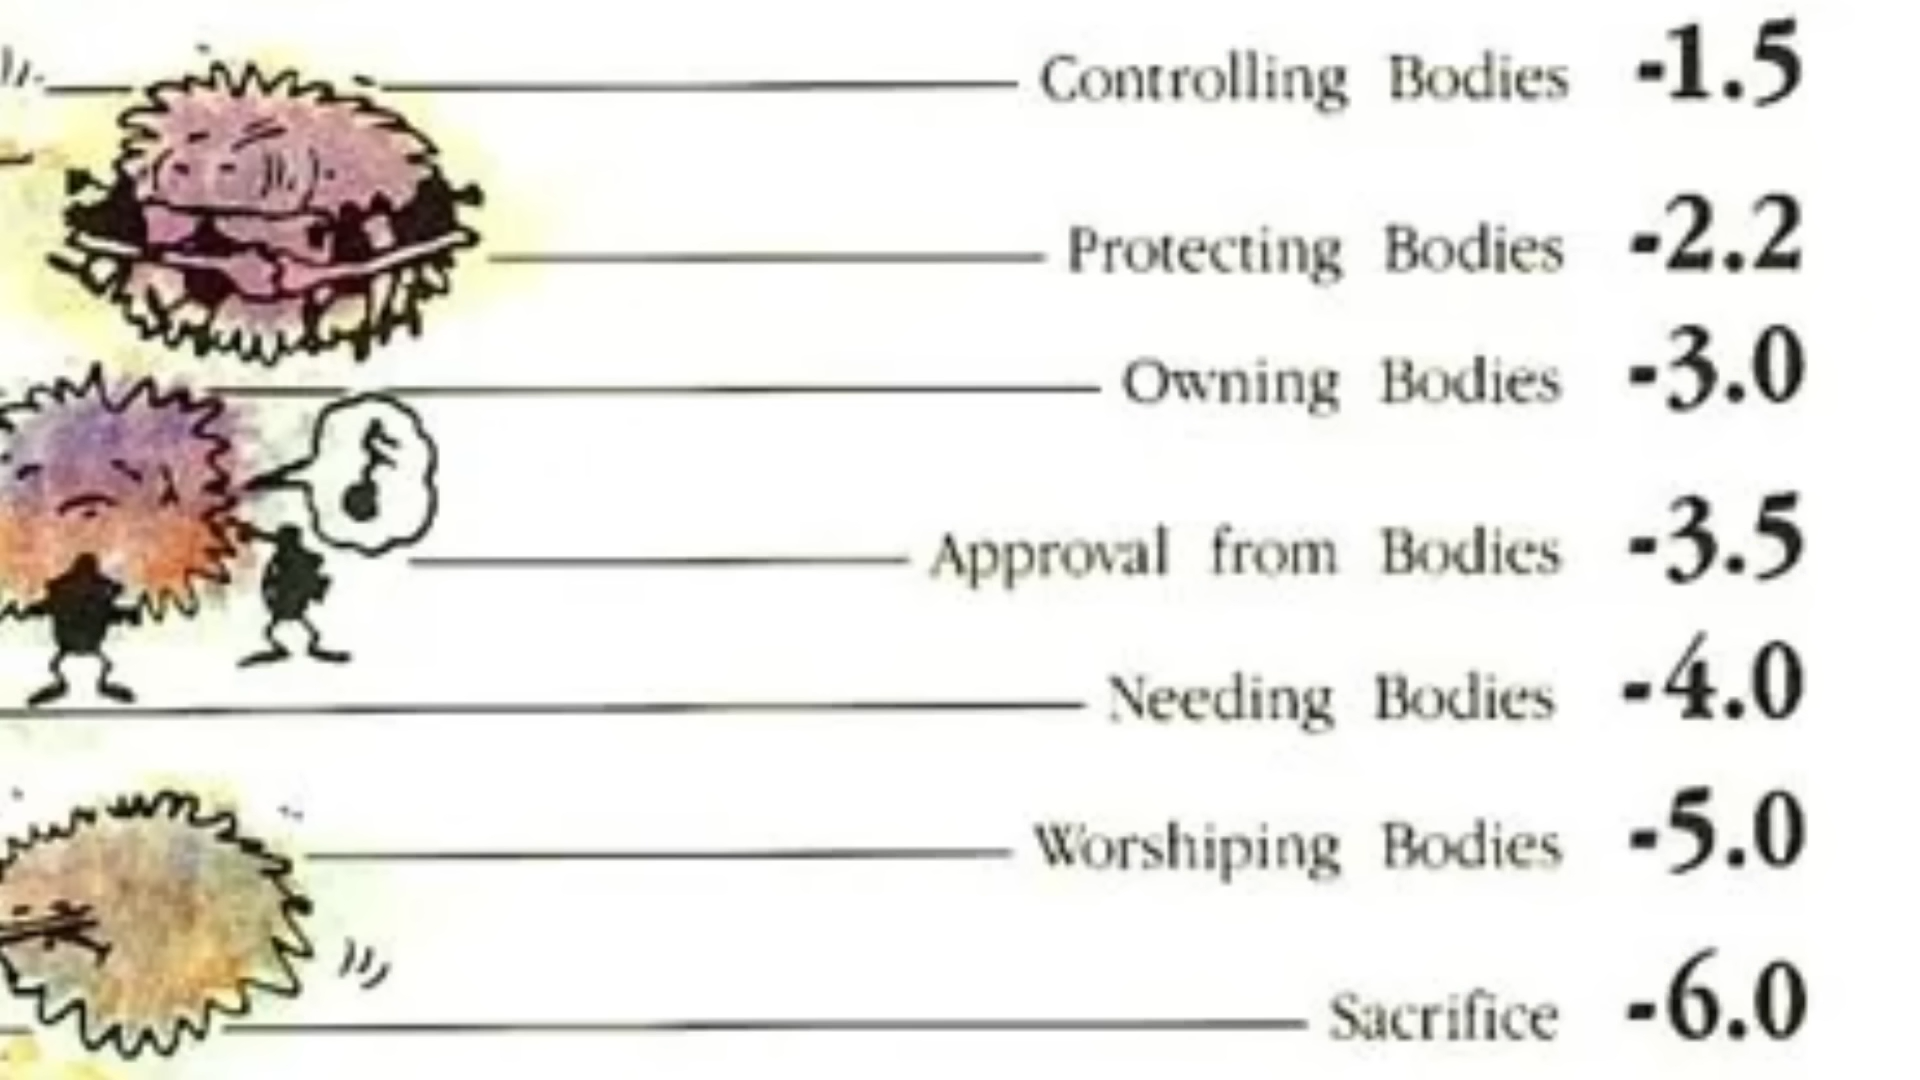 Controlling Bodies -1.5
Protecting Bodies -2.2
Owning Bodies -3.0
Approval from Bodies -3.5
Needing Bodies -4.0
Worshiping Bodies -5.0
Sacrifice -6.0